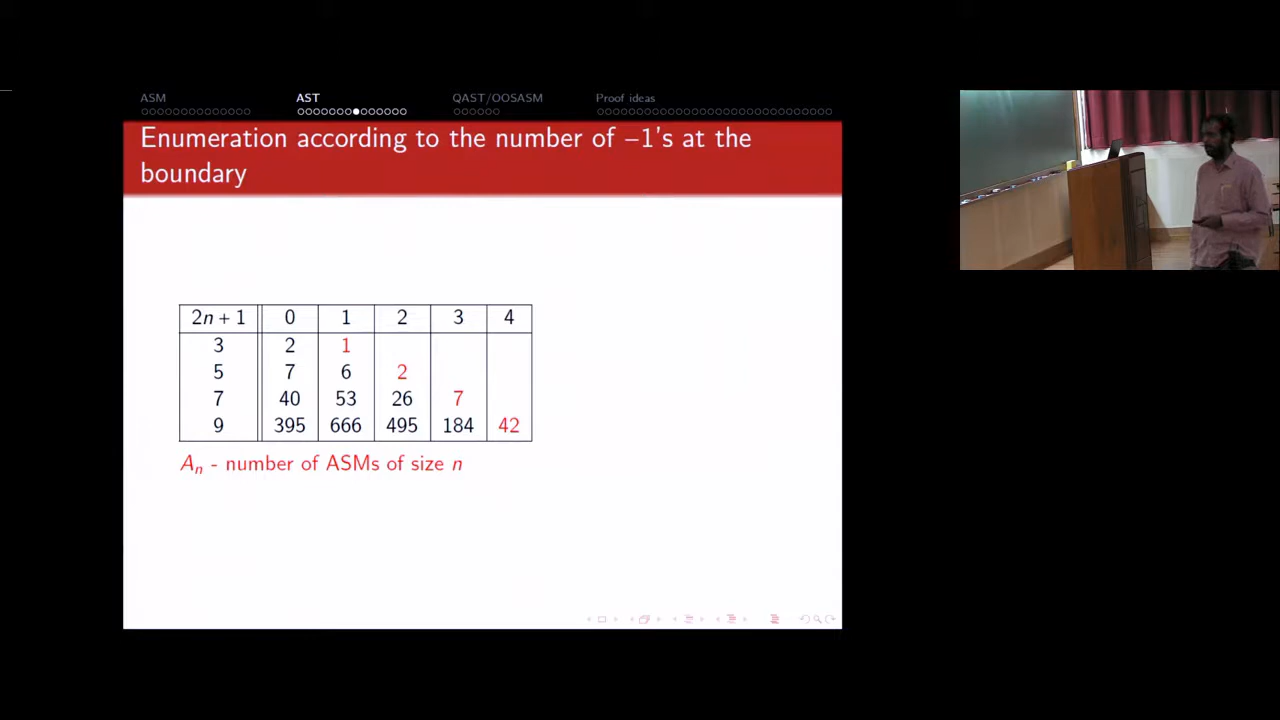 ASM AST QAST/OOSASM Proof ideas
Enumeration according to the number of −1's at the
boundary
2n + 1 0 1 2 3 4
3 2 1
5 7 6 2
7 40 53 26 7
9 395 666 495 184 42
Aₙ - number of ASMs of size n